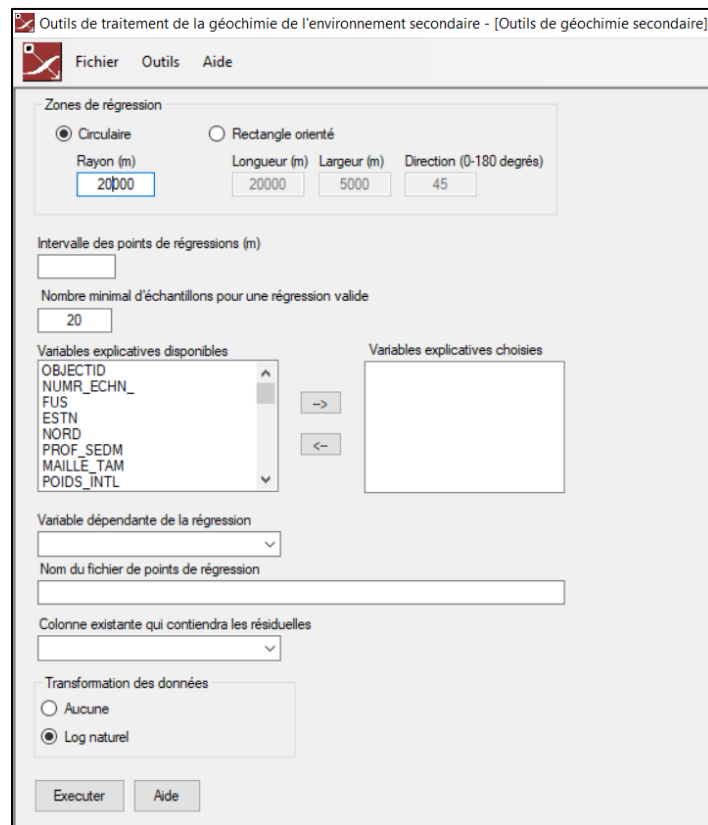 Outils de traitement de la géochimie de l'environnement secondaire - [Outils de géochimie secondaire]
Fichier Outils Aide
Zones de régression
Circulaire Rectangle orienté
Rayon (m) Longueur (m) Largeur (m) Direction (0-180 degrés)
20000 20000 5000 45
Intervalle des points de régressions (m)
Nombre minimal d'échantillons pour une régression valide
20
Variables explicatives disponibles Variables explicatives choisies
OBJECTID
NUMR_ECHN_
FUS
ESTN
-->
NORD
<--
PROF_SEDM
MAILLE_TAM
POIDS_INTL
Variable dépendante de la régression
Nom du fichier de points de régression
Colonne existante qui contiendra les résiduelles
Transformation des données
Aucune
Log naturel
Executer Aide